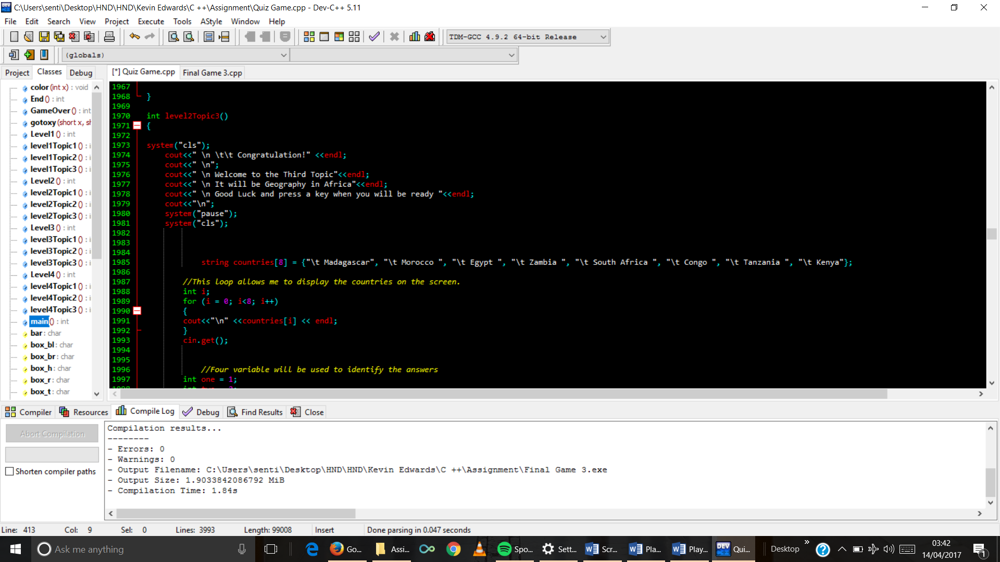 C:\Users\senti\Desktop\HND\HND\Kevin Edwards\C ++\Assignment\Quiz Game.cpp - Dev-C++ 5.11
File Edit Search View Project Execute Tools AStyle Window Help
TDM-GCC 4.9.2 64-bit Release
(globals)
Project Classes Debug
[*] Quiz Game.cpp Final Game 3.cpp
color (int x) : void
End () : int
GameOver () : int
gotoxy (short x, sh
Level1 () : int
level1Topic1 () : i
level1Topic2 () : i
level1Topic3 () : i
Level2 () : int
level2Topic1 () : i
level2Topic2 () : i
level2Topic3 () : i
Level3 () : int
level3Topic1 () : i
level3Topic2 () : i
level3Topic3 () : i
Level4 () : int
level4Topic1 () : i
level4Topic2 () : i
level4Topic3 () : i
main () : int
bar : char
box_bl : char
box_br : char
box_h : char
box_r : char
box_t : char
1967
1968 }
1969
1970 int level2Topic3()
1971 {
1972
1973 system("cls");
1974 cout<<" \n \t\t Congratulation!" <<endl;
1975 cout<<" \n";
1976 cout<<" \n Welcome to the Third Topic"<<endl;
1977 cout<<" \n It will be Geography in Africa"<<endl;
1978 cout<<" \n Good Luck and press a key when you will be ready "<<endl;
1979 cout<<"\n";
1980 system("pause");
1981 system("cls");
1982
1983
1984
1985 string countries[8] = {"\t Madagascar", "\t Morocco ", "\t Egypt ", "\t Zambia ", "\t South Africa ", "\t Congo ", "\t Tanzania ", "\t Kenya"};
1986
1987 //This loop allows me to display the countries on the screen.
1988 int i;
1989 for (i = 0; i<8; i++)
1990 {
1991 cout<<"\n" <<countries[i] << endl;
1992 }
1993 cin.get();
1994
1995
1996 //Four variable will be used to identify the answers
1997 int one = 1;
1998 int two = 2;
Compiler Resources Compile Log Debug Find Results Close
Abort Compilation
Shorten compiler paths
Compilation results...
--------
- Errors: 0
- Warnings: 0
- Output Filename: C:\Users\senti\Desktop\HND\HND\Kevin Edwards\C ++\Assignment\Final Game 3.exe
- Output Size: 1.9033842086792 MiB
- Compilation Time: 1.84s
Line: 413 Col: 9 Sel: 0 Lines: 3993 Length: 99008 Insert Done parsing in 0.047 seconds
Ask me anything
Go... Assi... Spo... Sett... Scr... Pla... Play... Qui... Desktop
03:42
14/04/2017
1